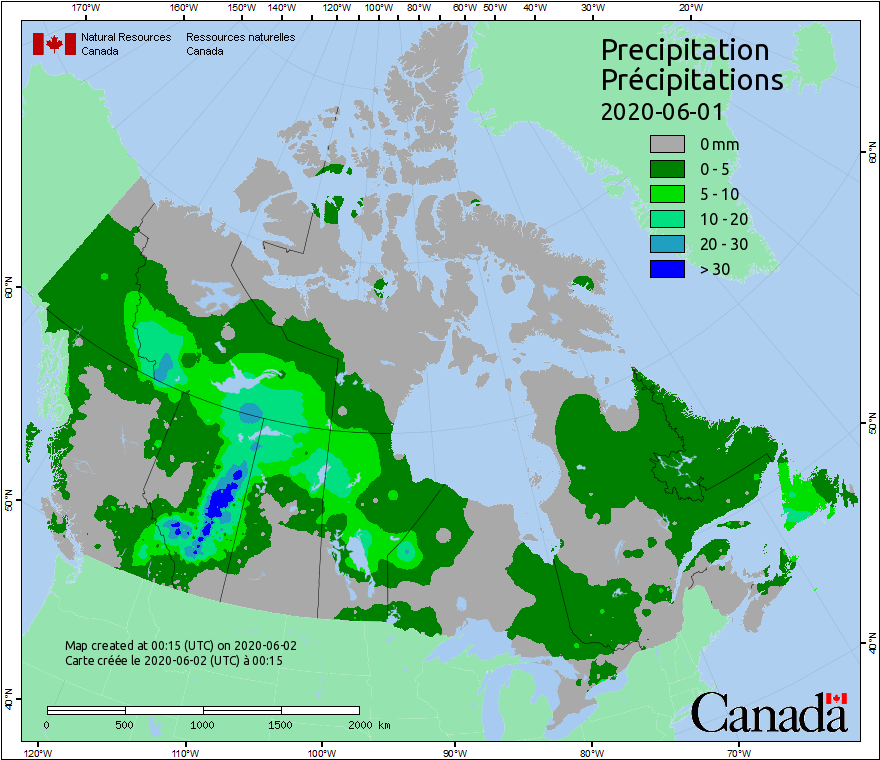 170°W 160°W 150°W 140°W 120°W 100°W 80°W 60°W 50°W 40°W 30°W 20°W
Natural Resources Canada
Ressources naturelles Canada
Precipitation
Précipitations
2020-06-01
0 mm
0 - 5
5 - 10
10 - 20
20 - 30
> 30
60°N
50°N
40°N
60°N
50°N
40°N
Map created at 00:15 (UTC) on 2020-06-02
Carte créée le 2020-06-02 (UTC) à 00:15
0 500 1000 1500 2000 km
Canada
120°W 110°W 100°W 90°W 80°W 70°W